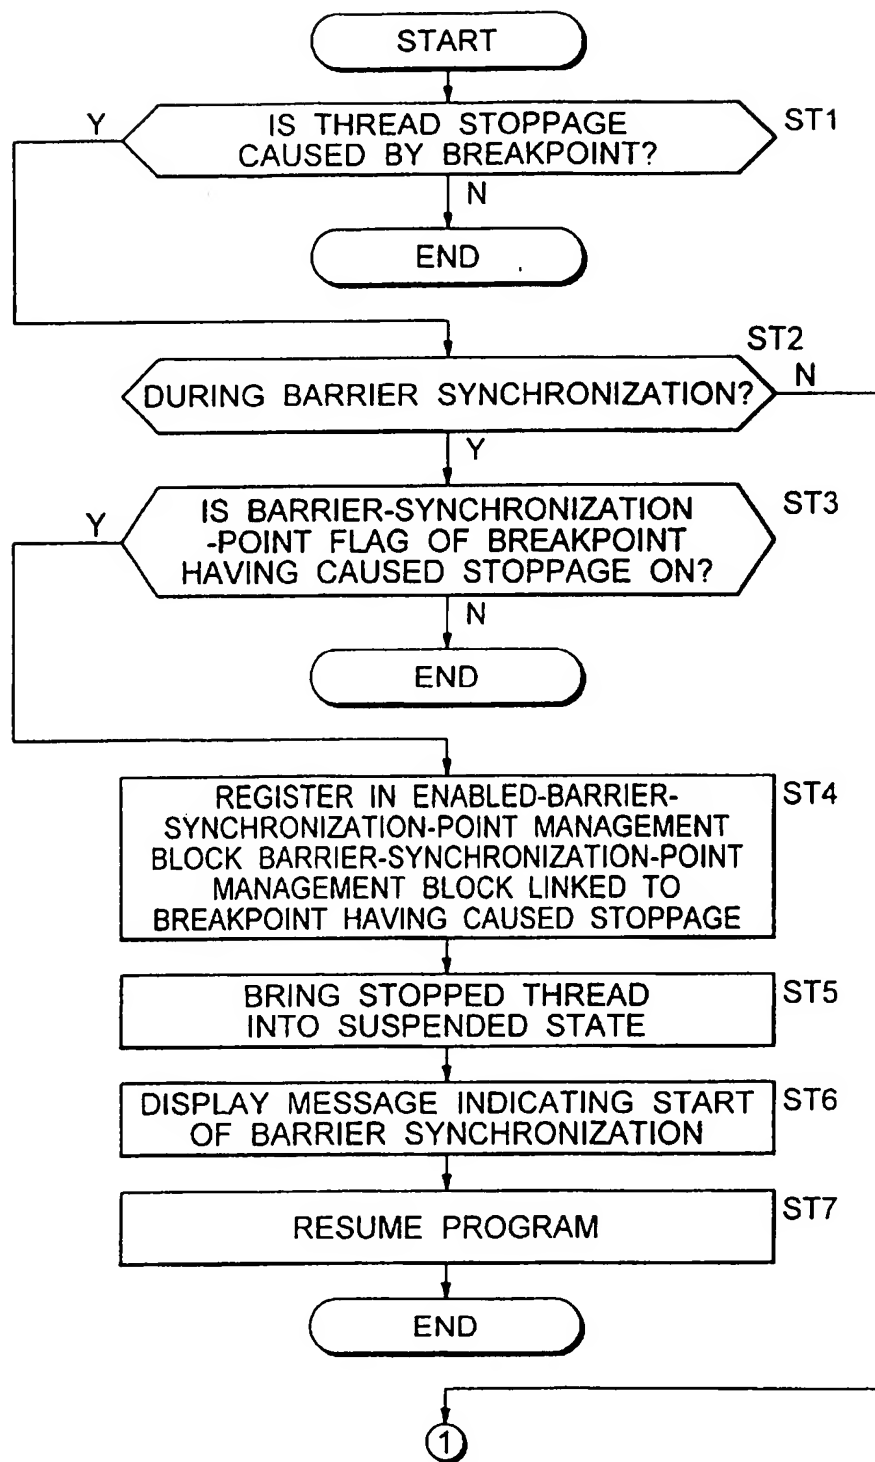 START
Y
IS THREAD STOPPAGE
CAUSED BY BREAKPOINT?
ST1
N
END
ST2
DURING BARRIER SYNCHRONIZATION?
N
Y
Y
IS BARRIER-SYNCHRONIZATION
-POINT FLAG OF BREAKPOINT
HAVING CAUSED STOPPAGE ON?
ST3
N
END
REGISTER IN ENABLED-BARRIER-
SYNCHRONIZATION-POINT MANAGEMENT
BLOCK BARRIER-SYNCHRONIZATION-POINT
MANAGEMENT BLOCK LINKED TO
BREAKPOINT HAVING CAUSED STOPPAGE
ST4
BRING STOPPED THREAD
INTO SUSPENDED STATE
ST5
DISPLAY MESSAGE INDICATING START
OF BARRIER SYNCHRONIZATION
ST6
RESUME PROGRAM
ST7
END
1